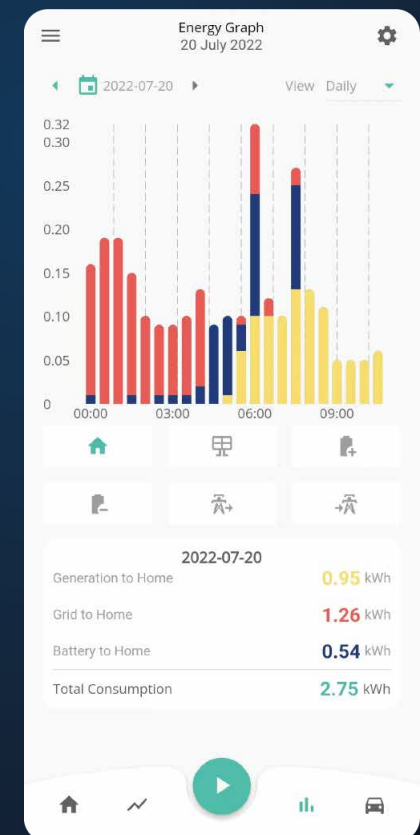 Energy Graph
20 July 2022
2022-07-20 View Daily
0.32
0.30
0.25
0.20
0.15
0.10
0.05
0
00:00 03:00 06:00 09:00
2022-07-20
Generation to Home 0.95 kWh
Grid to Home 1.26 kWh
Battery to Home 0.54 kWh
Total Consumption 2.75 kWh